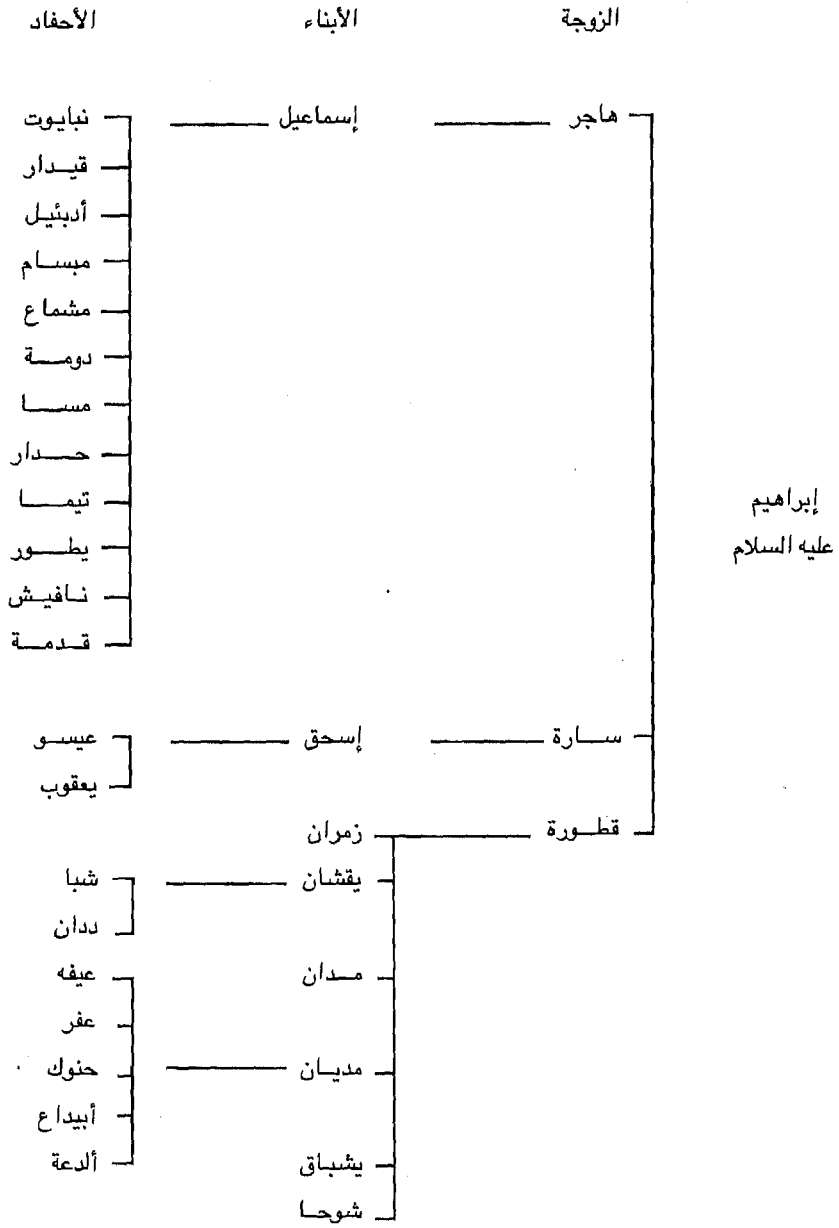 الزوجة الأبناء الأحفاد
هاجر إسماعيل نبايوت
قيدار
أدبئيل
مبسام
مشماع
دومة
مسا
حدار
إبراهيم تيما
عليه السلام يطور
نافيش
قدمة
سارة إسحق عيسو
يعقوب
قطورة زمران
يقشان شبا
ددان
مدان عيفه
عفر
مديان حنوك
أبيداع
يشباق ألدعة
شوحا